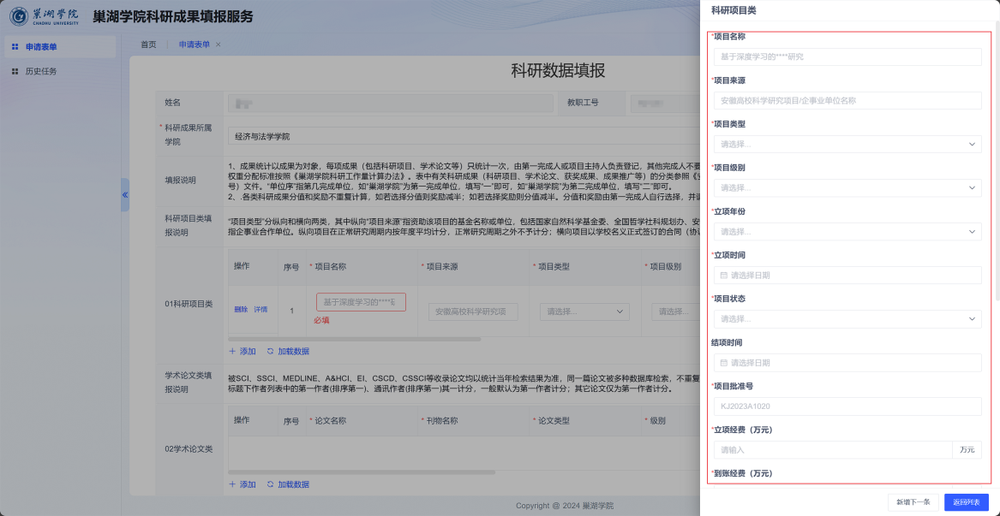 巢湖学院
CHAOHU UNIVERSITY
巢湖学院科研成果填报服务
申请表单
历史任务
首页
申请表单 ×
科研数据填报
姓名
教职工号
* 科研成果所属学院
经济与法学学院
填报说明
1、成果统计以成果为对象，每项成果（包括科研项目、学术论文等）只统计一次，由第一完成人或项目主持人负责登记，其他完成人不要
权重分配标准按照《巢湖学院科研工作量计算办法》。表中有关科研成果（科研项目、学术论文、获奖成果、成果推广等）的分类参照《安
号）文件。“单位序”指第几完成单位，如“巢湖学院”为第一完成单位，填写“一”即可，如“巢湖学院”为第二完成单位，填写“二”即可。
2、.各类科研成果分值和奖励不重复计算，如若选择分值则奖励减半；如若选择奖励则分值减半。分值和奖励由第一完成人自行选择，并
科研项目类填报说明
“项目类型”分纵向和横向两类，其中纵向“项目来源”指资助该项目的基金名称或单位，包括国家自然科学基金委、全国哲学社科规划办、安
指企事业合作单位。纵向项目在正常研究周期内按年度平均计分，正常研究周期之外不予计分；横向项目以学校名义正式签订的合同（协
01科研项目类
操作
序号
* 项目名称
* 项目来源
* 项目类型
* 项目级别
删除 详情
1
基于深度学习的****研
必填
安徽高校科学研究项
请选择...
请选择...
+ 添加
加载数据
学术论文类填报说明
被SCI、SSCI、MEDLINE、A&HCI、EI、CSCD、CSSCI等收录论文均以统计当年检索结果为准，同一篇论文被多种数据库检索，不重复
标题下作者列表中的第一作者(排序第一)、通讯作者(排序第一)其一计分，一般默认为第一作者计分；其它论文仅为第一作者计分。
02学术论文类
操作
序号
* 论文名称
* 刊物名称
* 论文类型
* 级别
+ 添加
加载数据
Copyright @ 2024 巢湖学院
科研项目类
*项目名称
基于深度学习的****研究
*项目来源
安徽高校科学研究项目/企事业单位名称
*项目类型
请选择...
*项目级别
请选择...
*立项年份
请选择...
*立项时间
请选择日期
*项目状态
请选择...
结项时间
请选择日期
*项目批准号
KJ2023A1020
*立项经费（万元）
请输入
万元
*到账经费（万元）
新增下一条
返回列表